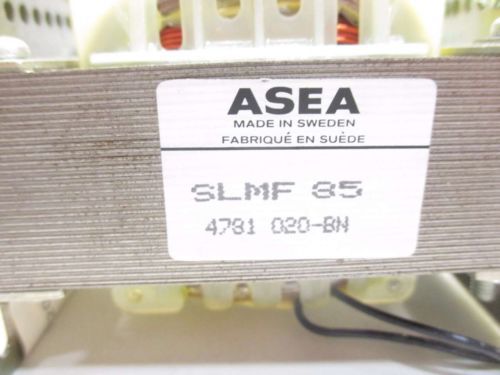 ASEA
MADE IN SWEDEN
FABRIQUÉ EN SUÈDE
SLMF 85
4781 020-BN